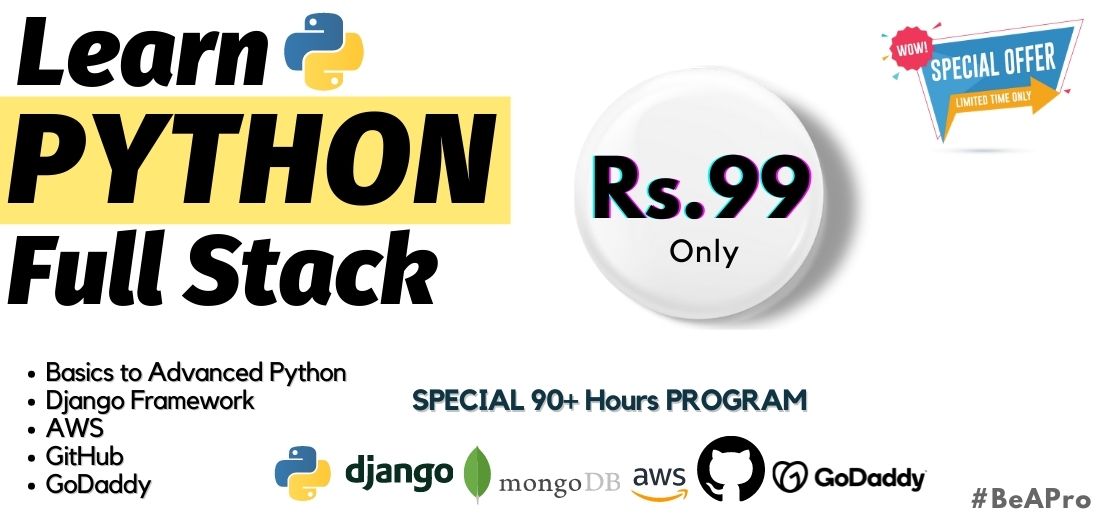 Learn
PYTHON
Full Stack
WOW!
SPECIAL OFFER
LIMITED TIME ONLY
Rs.99
Only
Basics to Advanced Python
Django Framework
AWS
GitHub
GoDaddy
SPECIAL 90+ Hours PROGRAM
django
mongoDB
aws
GoDaddy
#BeAPro